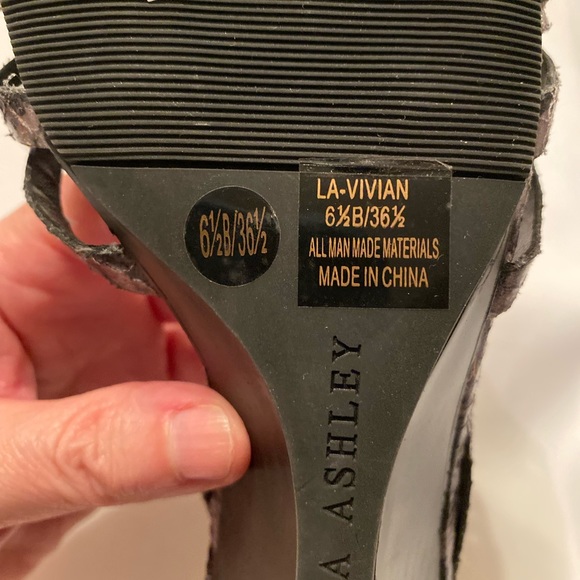 6½B/36½
LA-VIVIAN
6½B/36½
ALL MAN MADE MATERIALS
MADE IN CHINA
A ASHLEY